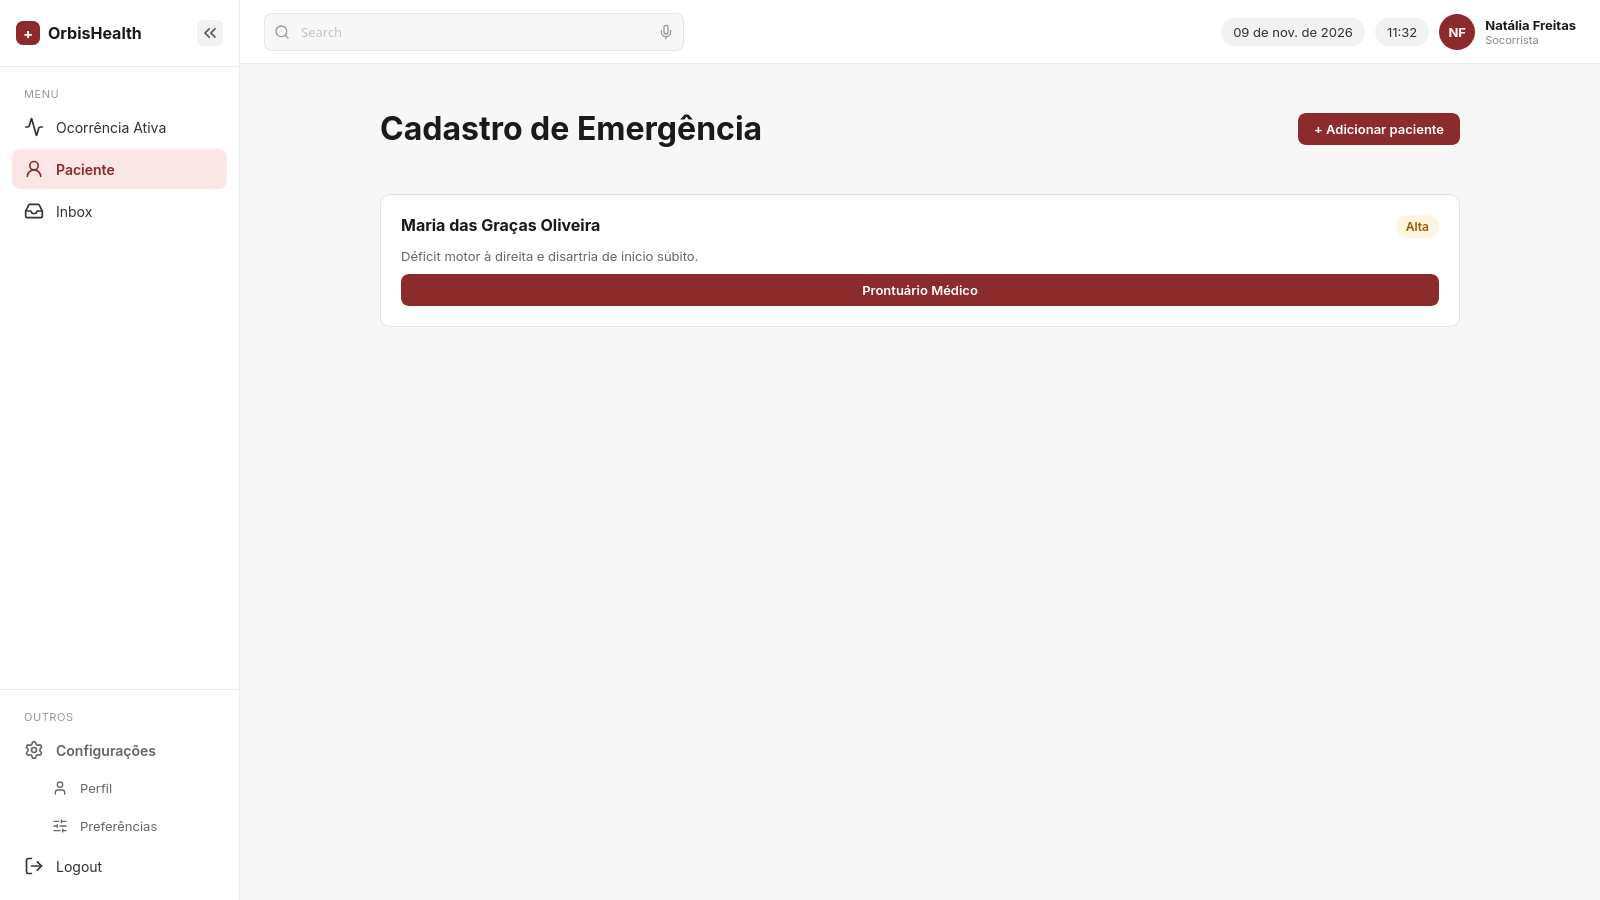 + OrbisHealth
Search
09 de nov. de 2026
11:32
NF
Natália Freitas
Socorrista
MENU
Ocorrência Ativa
Paciente
Inbox
Cadastro de Emergência
+ Adicionar paciente
Maria das Graças Oliveira
Alta
Déficit motor à direita e disartria de início súbito.
Prontuário Médico
OUTROS
Configurações
Perfil
Preferências
Logout